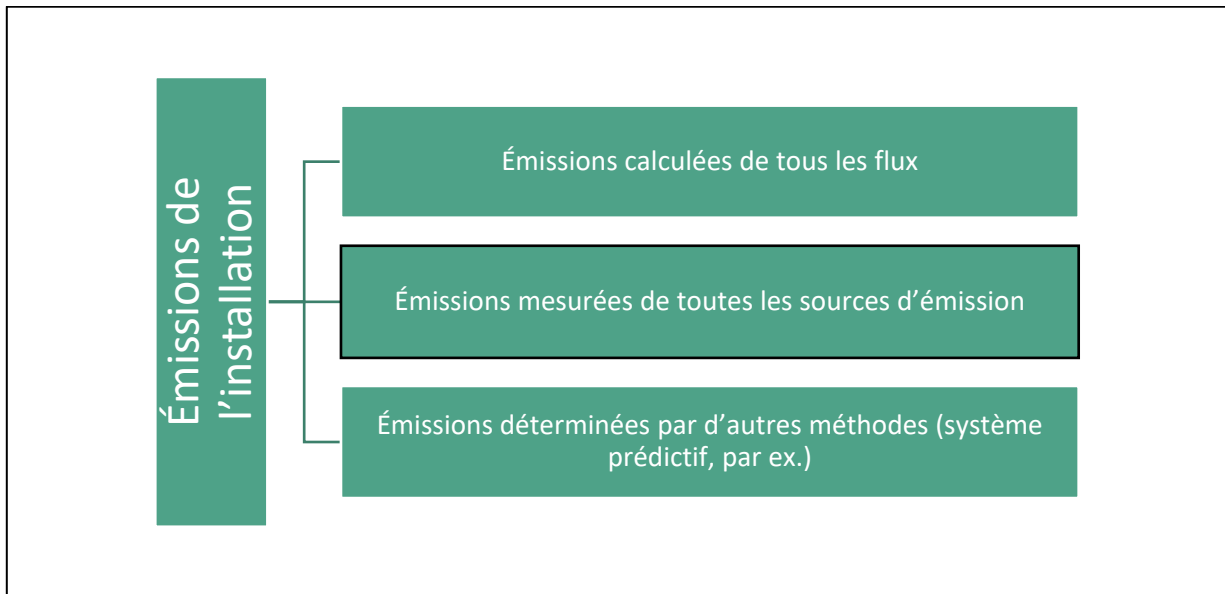 Émissions de
l’installation
Émissions calculées de tous les flux
Émissions mesurées de toutes les sources d’émission
Émissions déterminées par d’autres méthodes (système
prédictif, par ex.)